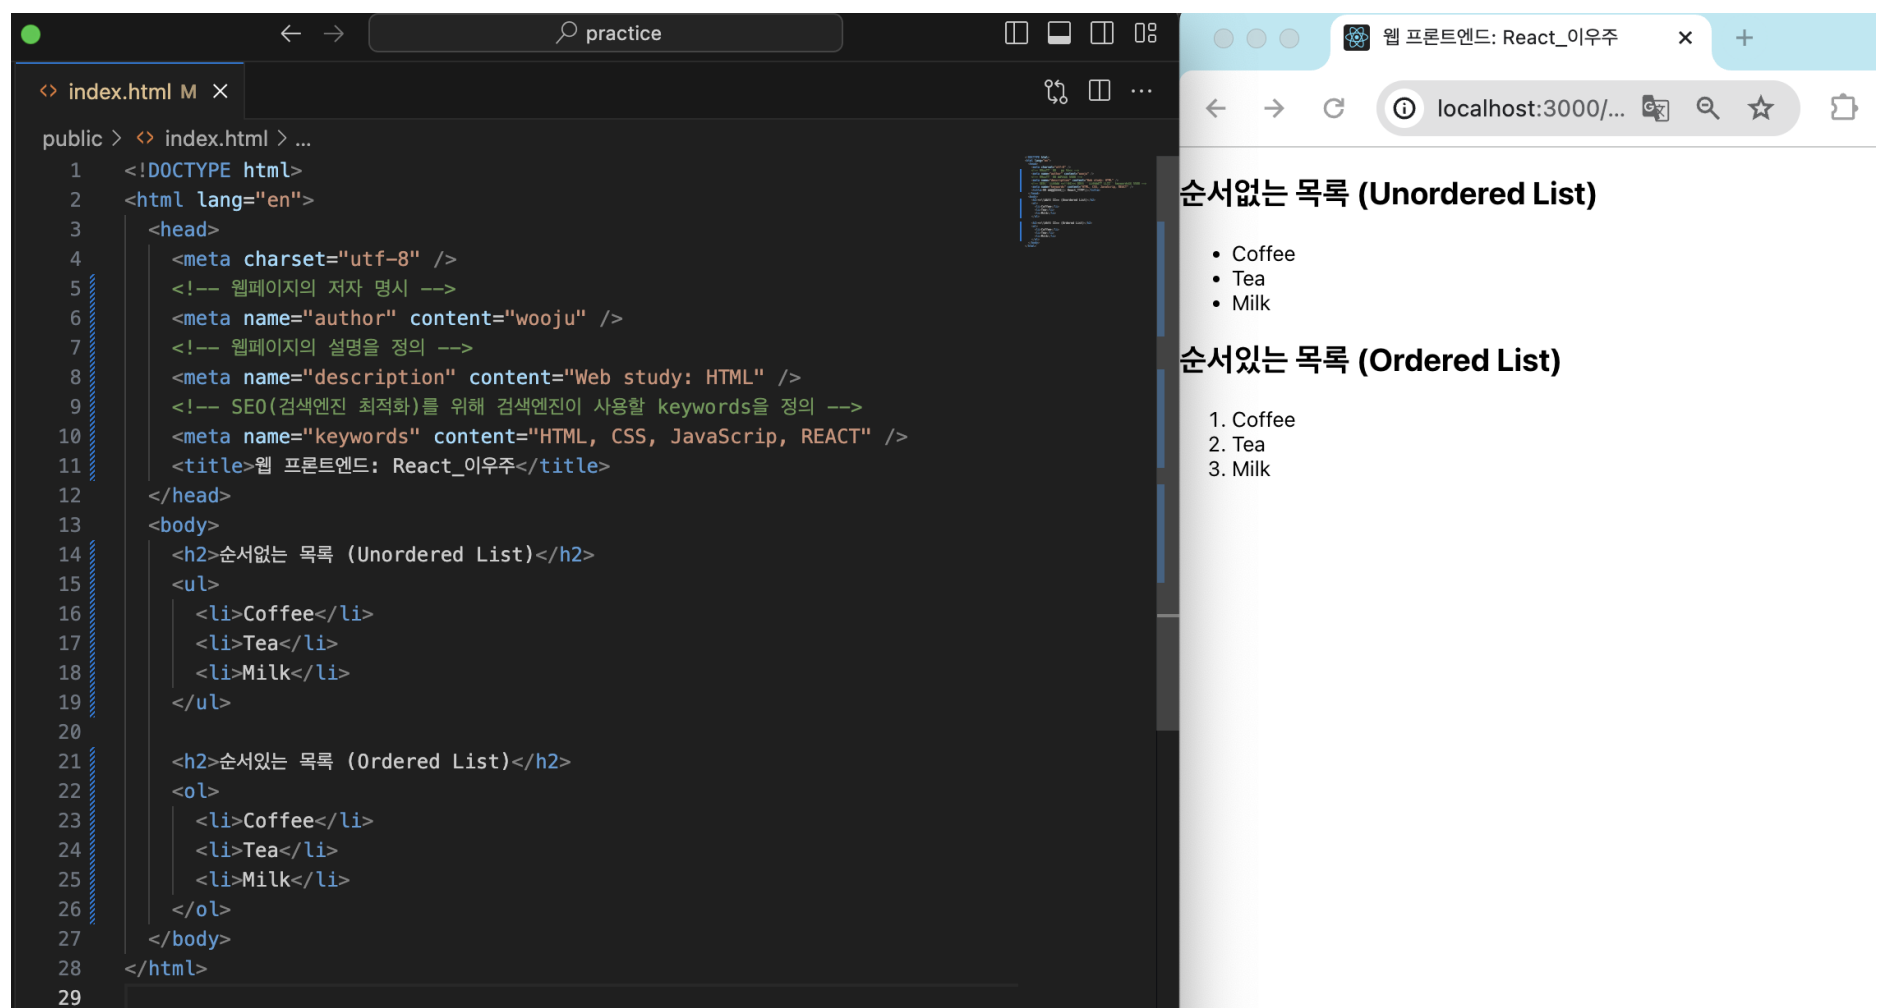 practice
index.html M
public > index.html > ...
1 <!DOCTYPE html>
2 <html lang="en">
3 <head>
4 <meta charset="utf-8" />
5 <!-- 웹페이지의 저자 명시 -->
6 <meta name="author" content="wooju" />
7 <!-- 웹페이지의 설명을 정의 -->
8 <meta name="description" content="Web study: HTML" />
9 <!-- SEO(검색엔진 최적화)를 위해 검색엔진이 사용할 keywords을 정의 -->
10 <meta name="keywords" content="HTML, CSS, JavaScrip, REACT" />
11 <title>웹 프론트엔드: React_이우주</title>
12 </head>
13 <body>
14 <h2>순서없는 목록 (Unordered List)</h2>
15 <ul>
16 <li>Coffee</li>
17 <li>Tea</li>
18 <li>Milk</li>
19 </ul>
20
21 <h2>순서있는 목록 (Ordered List)</h2>
22 <ol>
23 <li>Coffee</li>
24 <li>Tea</li>
25 <li>Milk</li>
26 </ol>
27 </body>
28 </html>
29
웹 프론트엔드: React_이우주
localhost:3000/...
순서없는 목록 (Unordered List)
• Coffee
• Tea
• Milk
순서있는 목록 (Ordered List)
1. Coffee
2. Tea
3. Milk